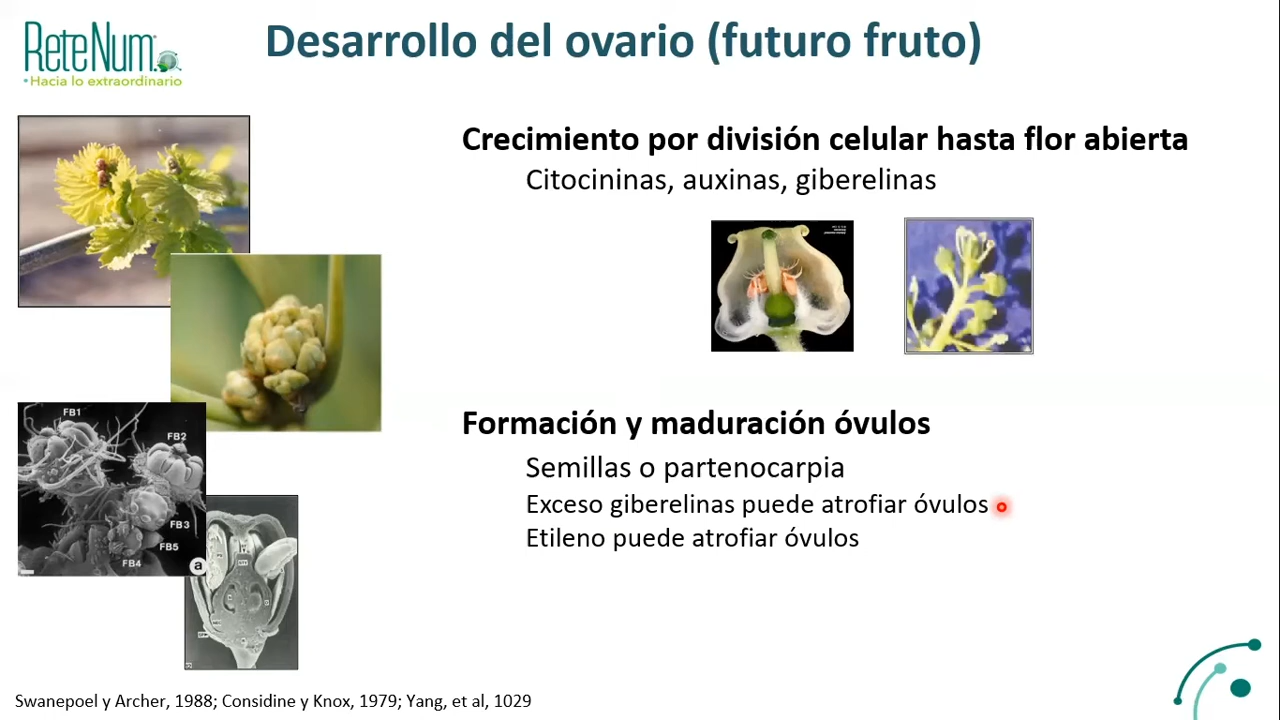 ReteNum
Hacia lo extraordinario
Desarrollo del ovario (futuro fruto)
Crecimiento por división celular hasta flor abierta
Citocininas, auxinas, giberelinas
Formación y maduración óvulos
Semillas o partenocarpia
Exceso giberelinas puede atrofiar óvulos
Etileno puede atrofiar óvulos
FB1
FB2
FB3
FB5
FB4
a
Swanepoel y Archer, 1988; Considine y Knox, 1979; Yang, et al, 1029